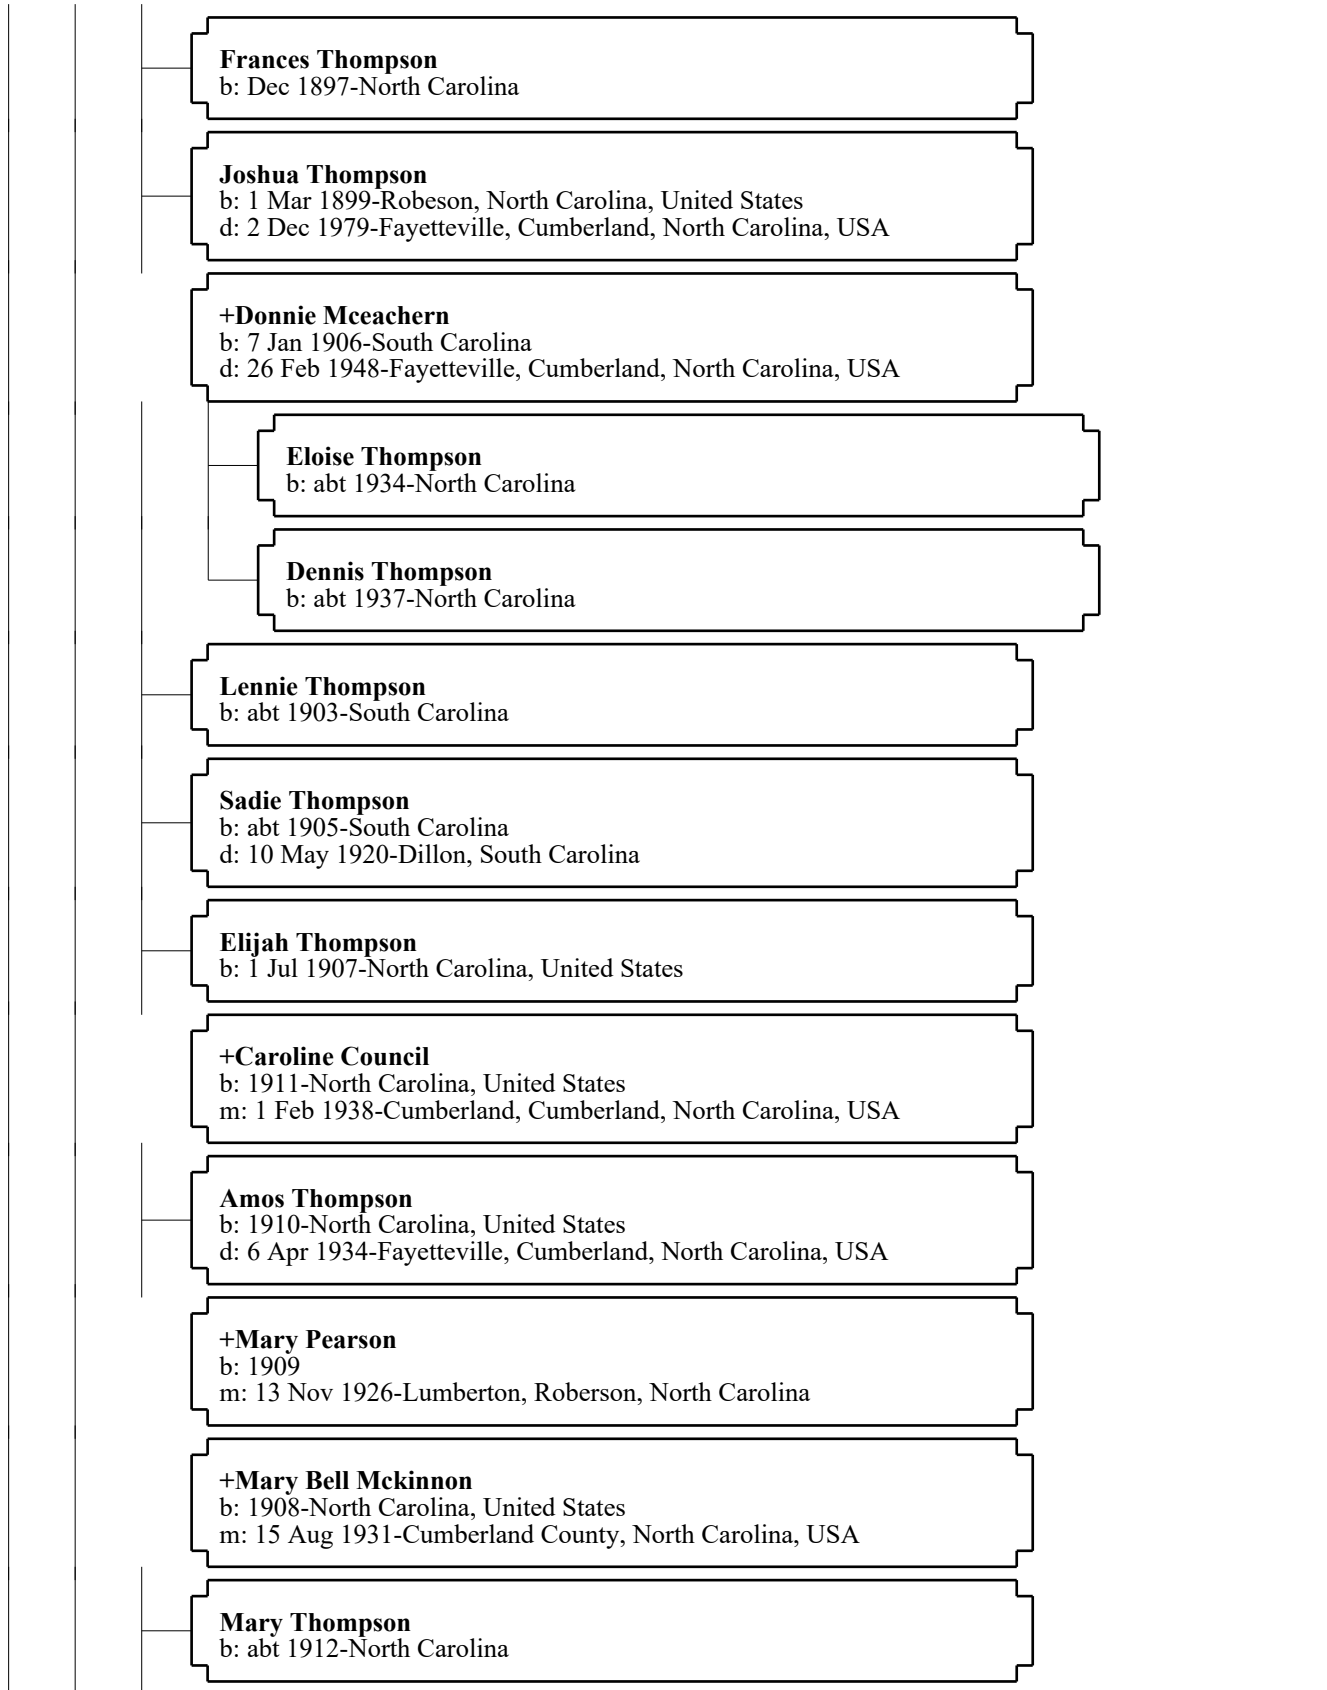 Frances Thompson
b: Dec 1897-North Carolina
Joshua Thompson
b: 1 Mar 1899-Robeson, North Carolina, United States
d: 2 Dec 1979-Fayetteville, Cumberland, North Carolina, USA
+Donnie Mceachern
b: 7 Jan 1906-South Carolina
d: 26 Feb 1948-Fayetteville, Cumberland, North Carolina, USA
Eloise Thompson
b: abt 1934-North Carolina
Dennis Thompson
b: abt 1937-North Carolina
Lennie Thompson
b: abt 1903-South Carolina
Sadie Thompson
b: abt 1905-South Carolina
d: 10 May 1920-Dillon, South Carolina
Elijah Thompson
b: 1 Jul 1907-North Carolina, United States
+Caroline Council
b: 1911-North Carolina, United States
m: 1 Feb 1938-Cumberland, Cumberland, North Carolina, USA
Amos Thompson
b: 1910-North Carolina, United States
d: 6 Apr 1934-Fayetteville, Cumberland, North Carolina, USA
+Mary Pearson
b: 1909
m: 13 Nov 1926-Lumberton, Roberson, North Carolina
+Mary Bell Mckinnon
b: 1908-North Carolina, United States
m: 15 Aug 1931-Cumberland County, North Carolina, USA
Mary Thompson
b: abt 1912-North Carolina